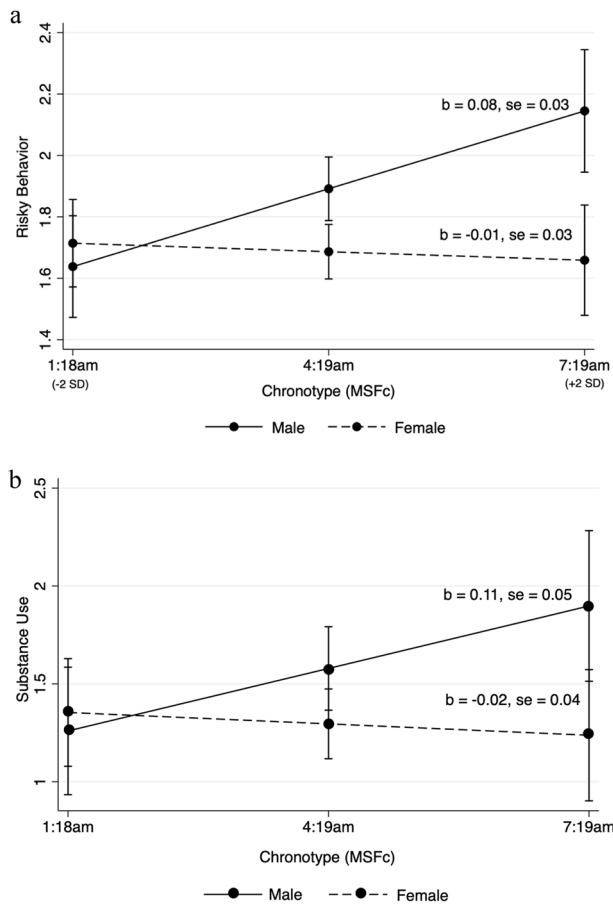 a
2.4
2.2
2
1.8
1.6
1.4
Risky Behavior
b = 0.08, se = 0.03
b = -0.01, se = 0.03
1:18am 4:19am 7:19am
(-2 SD) (+2 SD)
Chronotype (MSFc)
Male Female
b
2.5
2
1.5
1
Substance Use
b = 0.11, se = 0.05
b = -0.02, se = 0.04
1:18am 4:19am 7:19am
Chronotype (MSFc)
Male Female